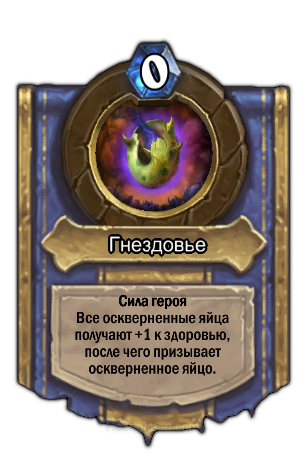 0
Гнездовье
Сила героя
Все оскверненные яйца
получают +1 к здоровью,
после чего призывает
оскверненное яйцо.